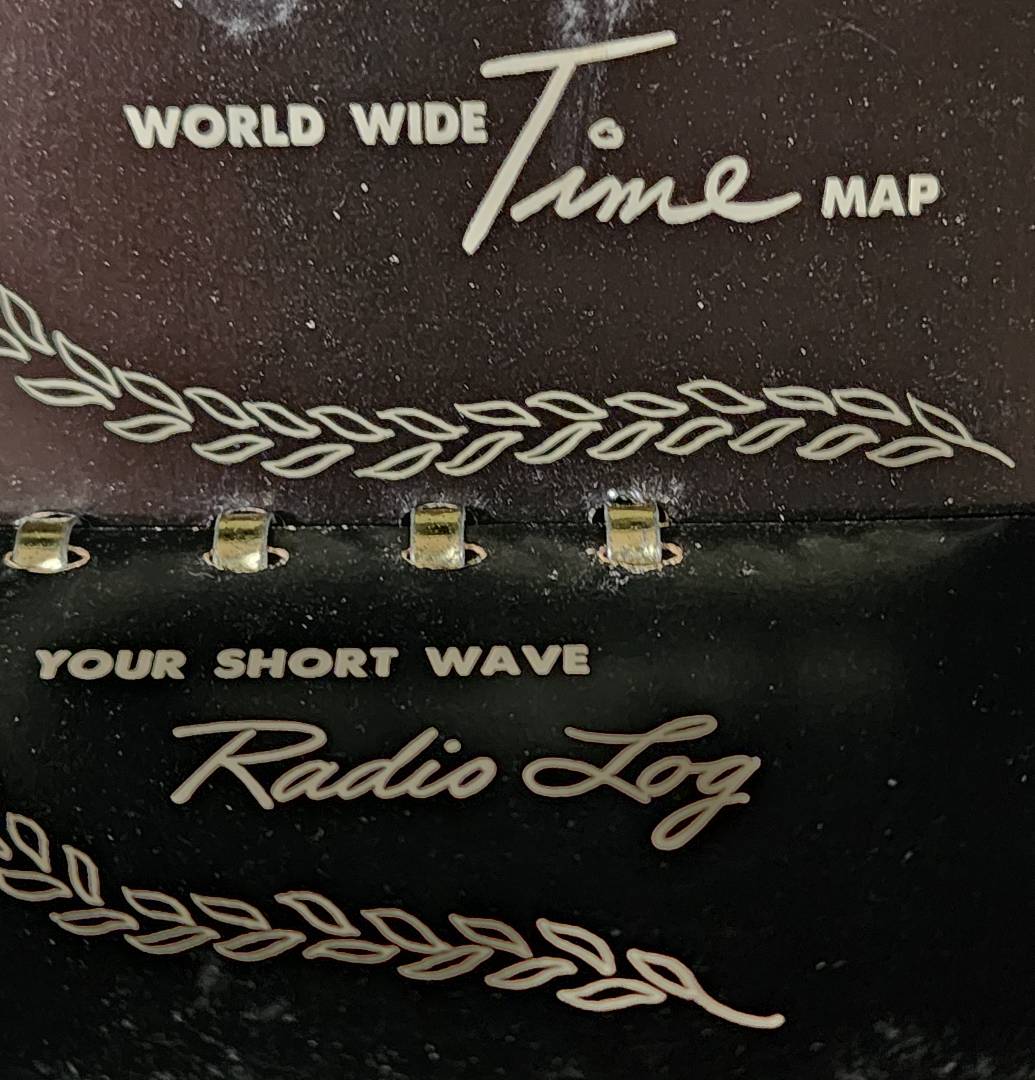 WORLD WIDE Time MAP
YOUR SHORT WAVE
Radio Log